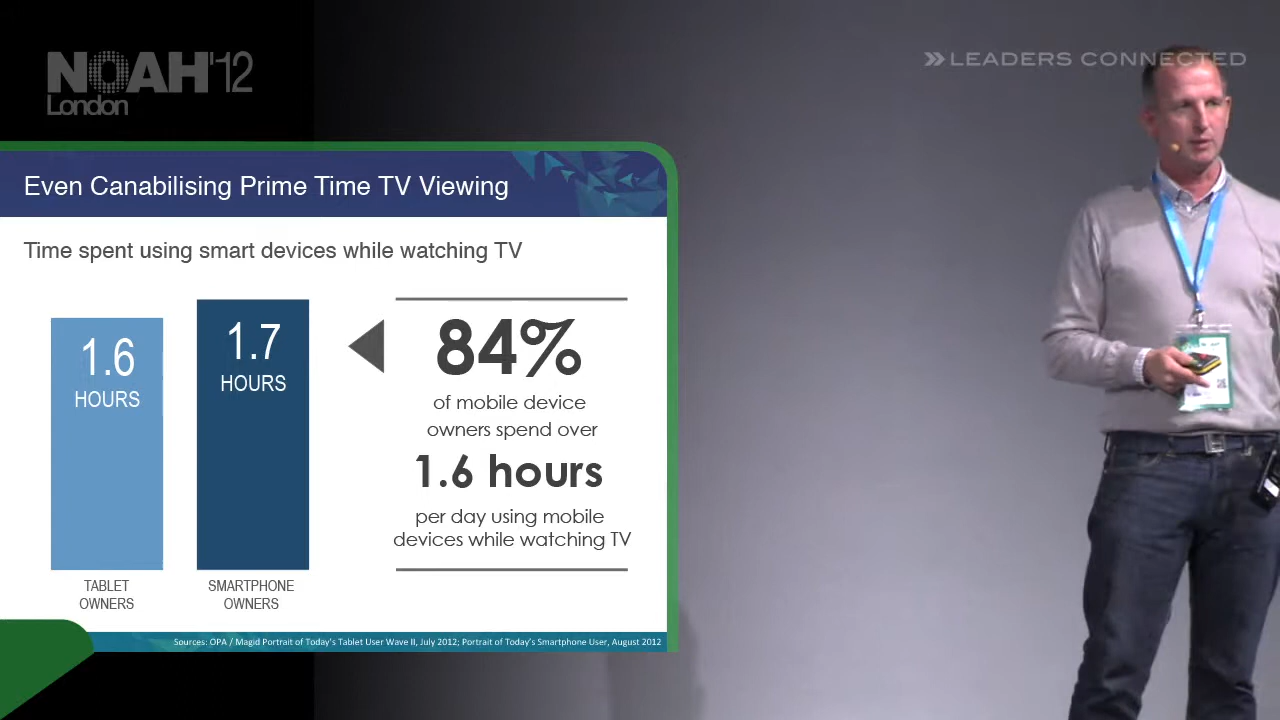 NOAH'12
London
LEADERS CONNECTED
Even Canabilising Prime Time TV Viewing
Time spent using smart devices while watching TV
1.6
HOURS
1.7
HOURS
84%
of mobile device
owners spend over
1.6 hours
per day using mobile
devices while watching TV
TABLET
OWNERS
SMARTPHONE
OWNERS
Sources: OPA / Magid Portrait of Today's Tablet User Wave II, July 2012; Portrait of Today's Smartphone User, August 2012